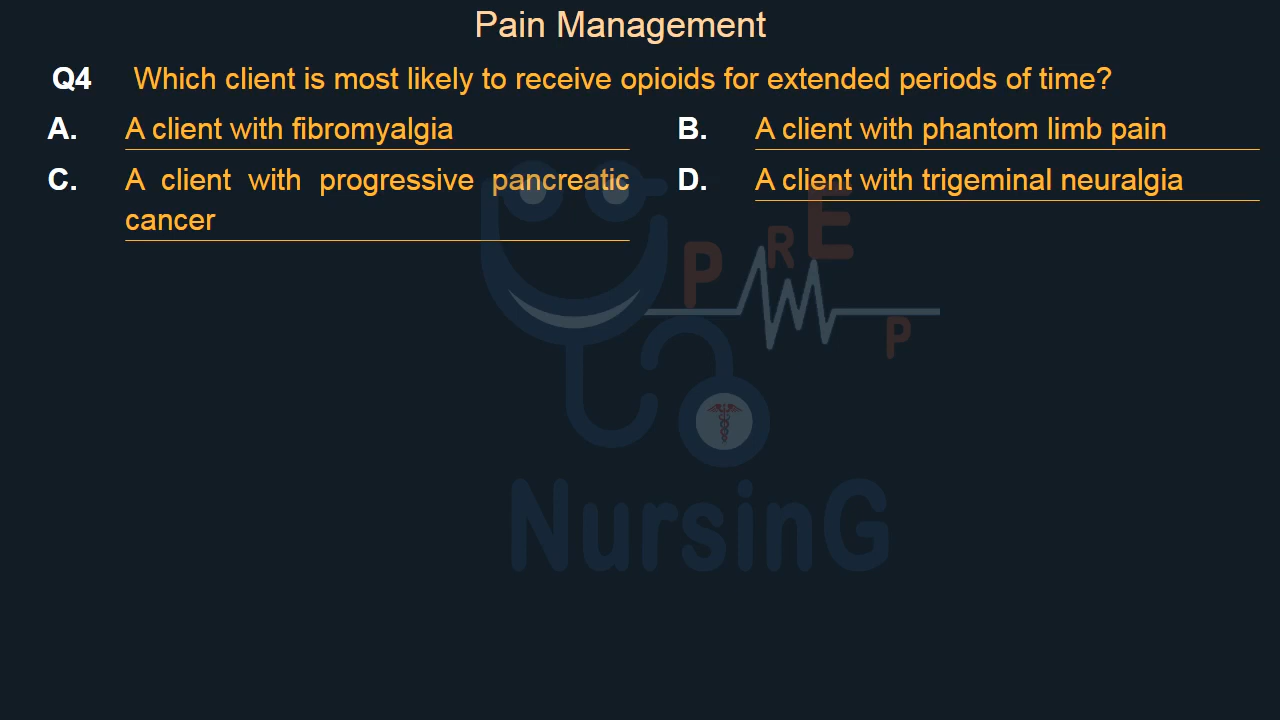 Pain Management
Q4 Which client is most likely to receive opioids for extended periods of time?
A. A client with fibromyalgia
B. A client with phantom limb pain
C. A client with progressive pancreatic
cancer
D. A client with trigeminal neuralgia
PREP
NursinG